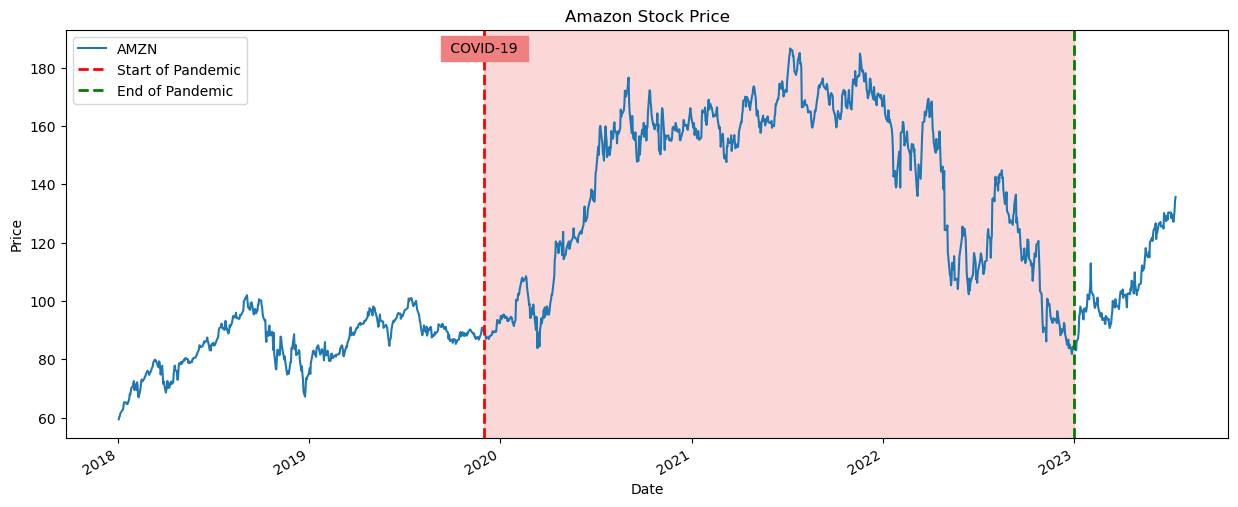 Amazon Stock Price
AMZN
Start of Pandemic
End of Pandemic
COVID-19
Price
180
160
140
120
100
80
60
2018
2019
2020
2021
2022
2023
Date